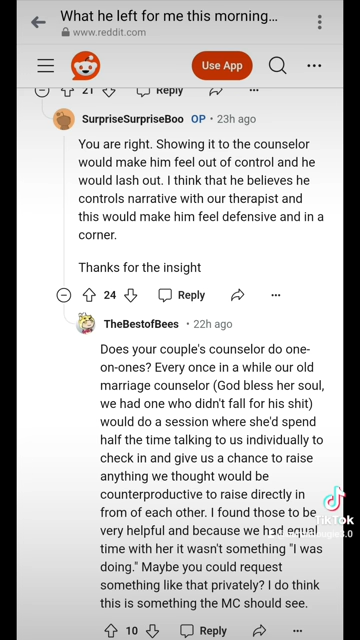 What he left for me this morning...
www.reddit.com
Use App
21
Reply
SurpriseSurpriseBoo OP • 23h ago
You are right. Showing it to the counselor
would make him feel out of control and he
would lash out. I think that he believes he
controls narrative with our therapist and
this would make him feel defensive and in a
corner.
Thanks for the insight
24
Reply
TheBestofBees • 22h ago
Does your couple's counselor do one-
on-ones? Every once in a while our old
marriage counselor (God bless her soul,
we had one who didn't fall for his shit)
would do a session where she'd spend
half the time talking to us individually to
check in and give us a chance to raise
anything we thought would be
counterproductive to raise directly in
from of each other. I found those to be
very helpful and because we had equal
time with her it wasn't something "I was
doing." Maybe you could request
something like that privately? I do think
this is something the MC should see.
TikTok
10
Reply